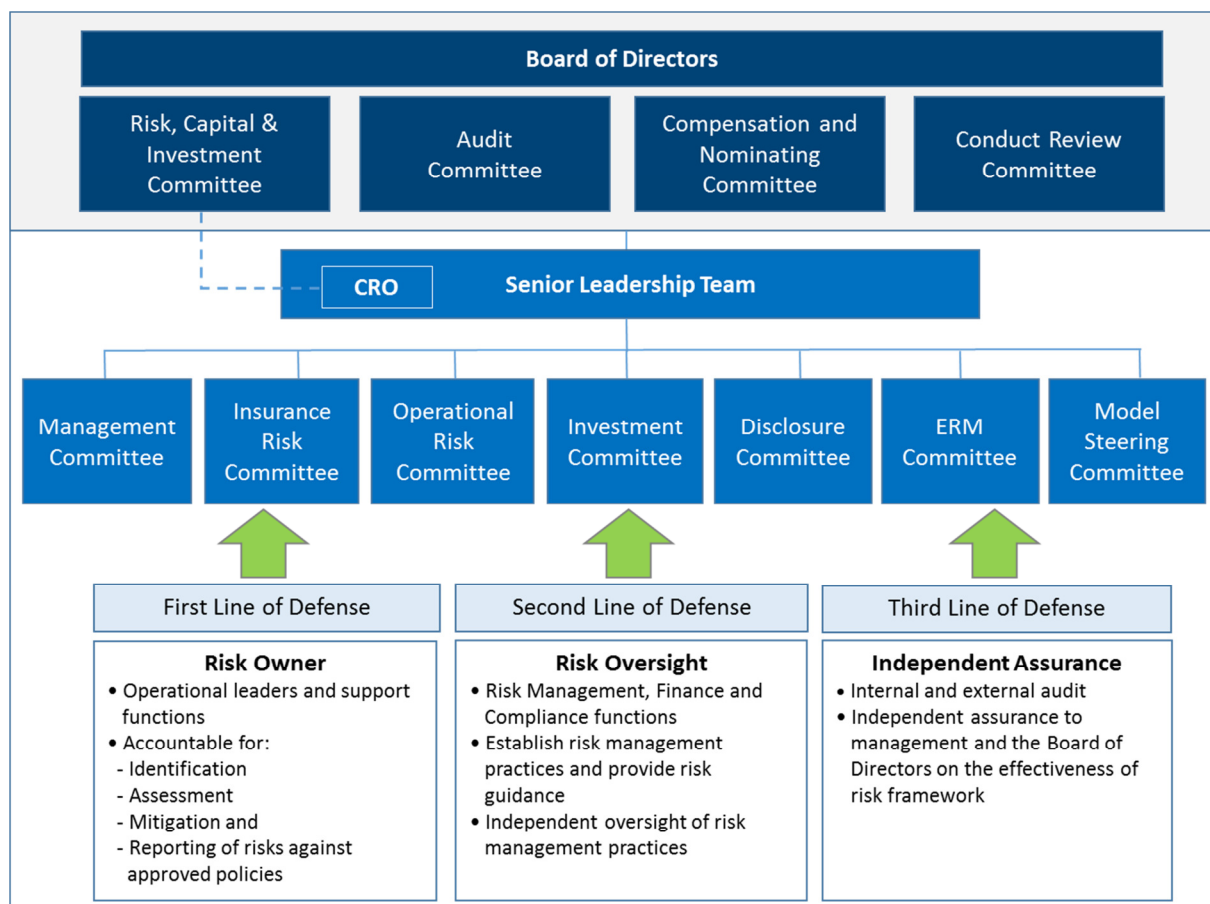 Board of Directors
Risk, Capital &
Investment
Committee
Audit
Committee
Compensation and
Nominating
Committee
Conduct Review
Committee
CRO
Senior Leadership Team
Management
Committee
Insurance
Risk
Committee
Operational
Risk
Committee
Investment
Committee
Disclosure
Committee
ERM
Committee
Model
Steering
Committee
First Line of Defense
Risk Owner
• Operational leaders and support
functions
• Accountable for:
- Identification
- Assessment
- Mitigation and
- Reporting of risks against
approved policies
Second Line of Defense
Risk Oversight
• Risk Management, Finance and
Compliance functions
• Establish risk management
practices and provide risk
guidance
• Independent oversight of risk
management practices
Third Line of Defense
Independent Assurance
• Internal and external audit
• Independent assurance to
management and the Board of
Directors on the effectiveness of
risk framework